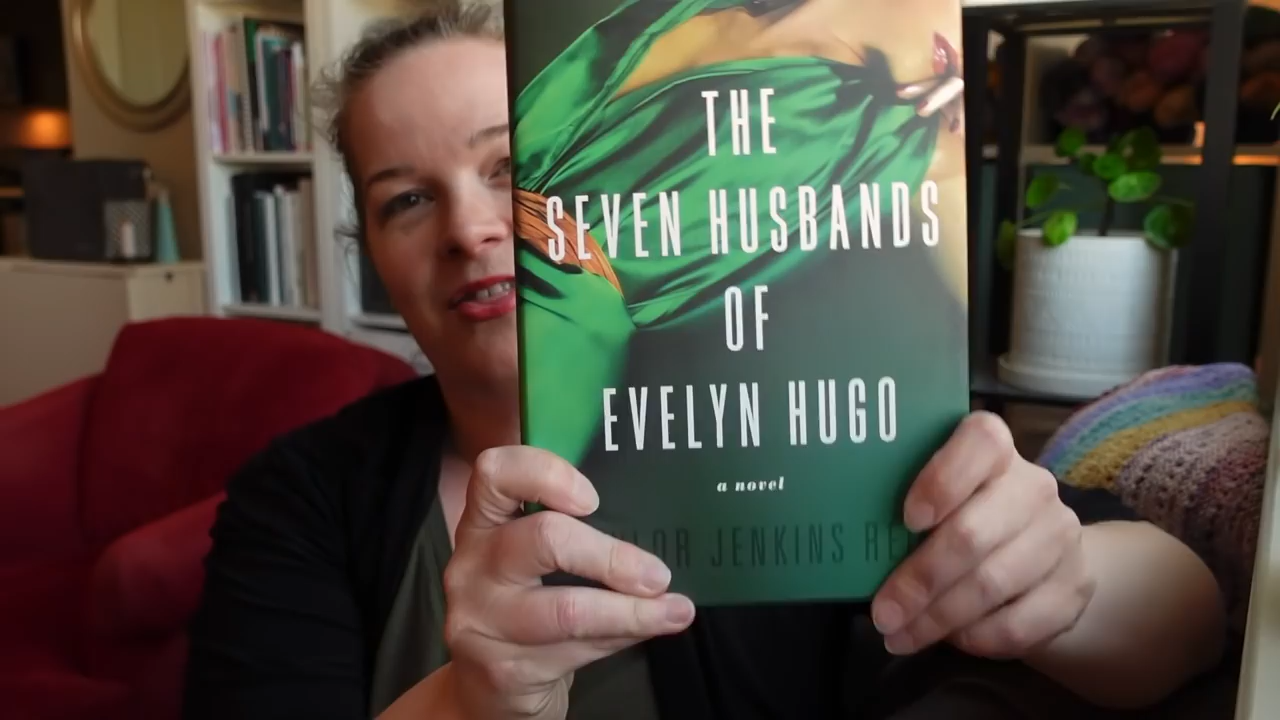 THE
SEVEN HUSBANDS
OF
EVELYN HUGO
a novel
JENKINS